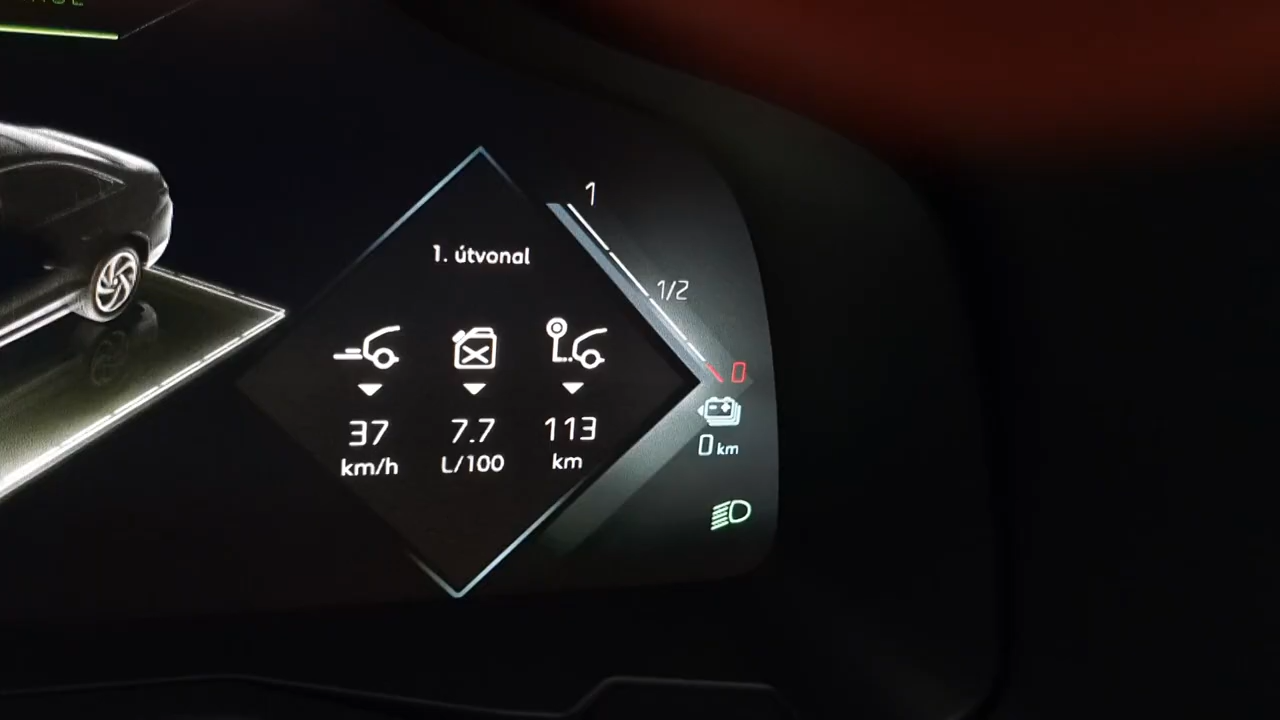 1
1. útvonal
1/2
0
37 7.7 113
km/h L/100 km
0 km